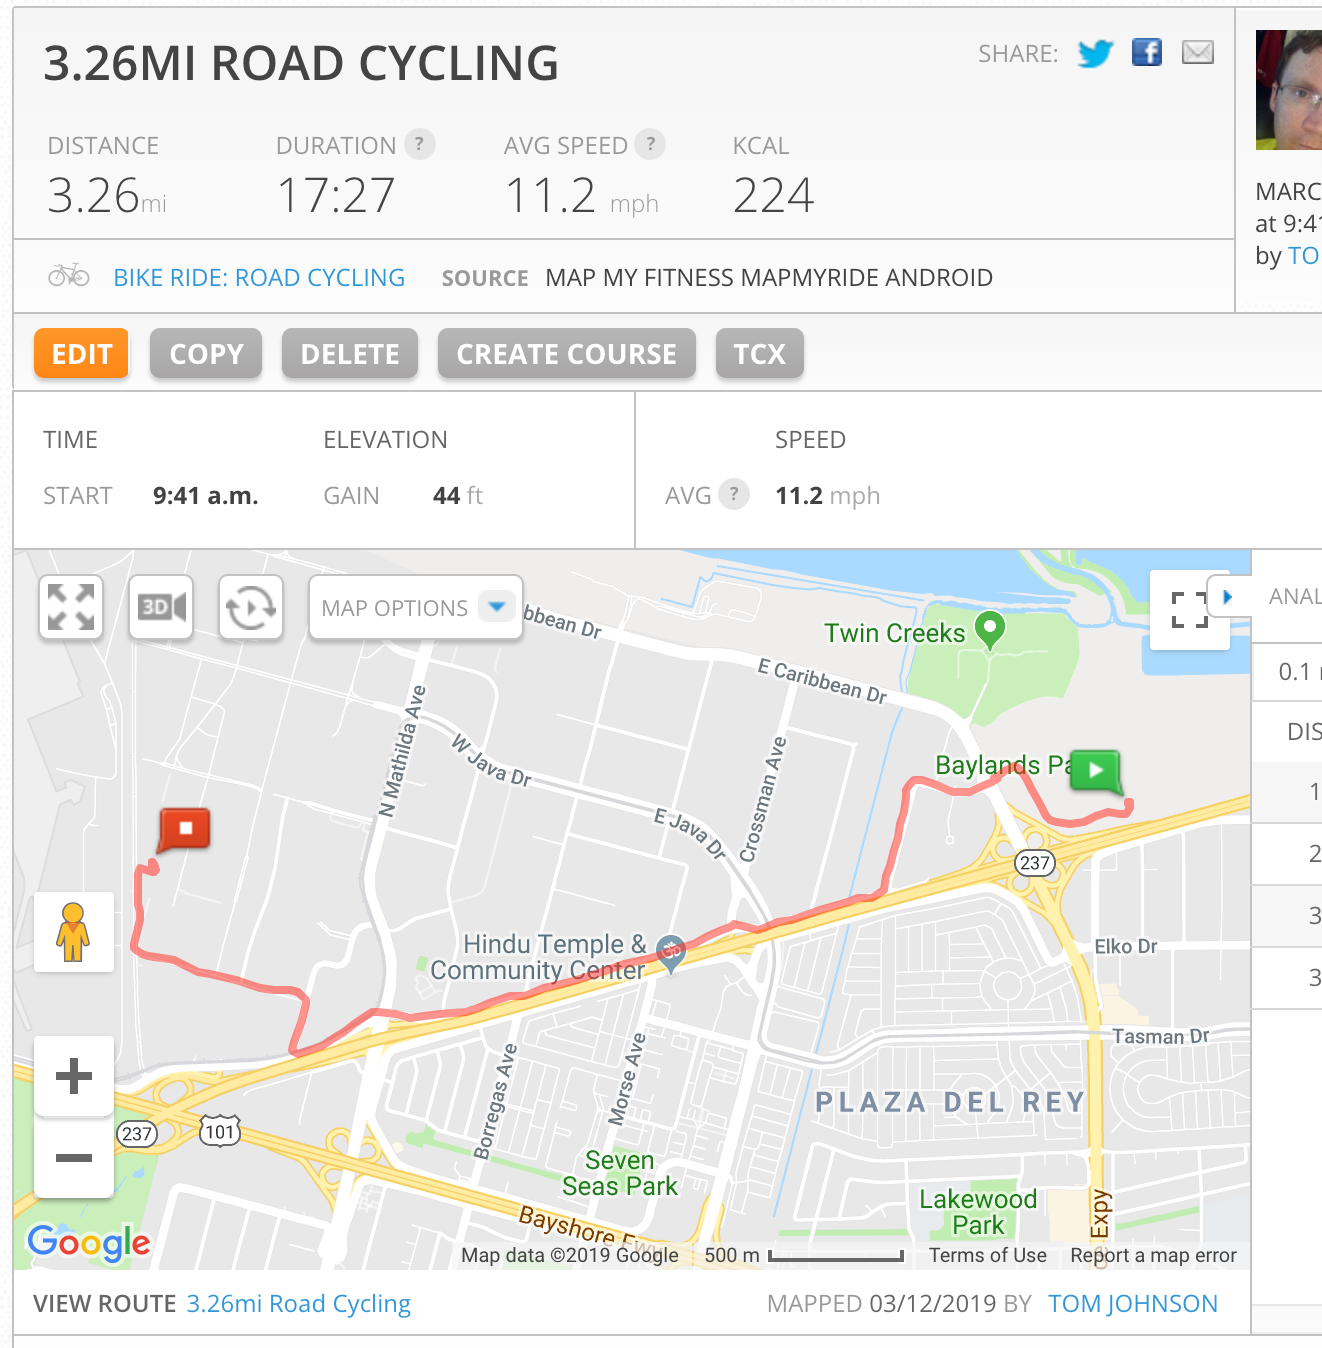 3.26MI ROAD CYCLING
SHARE:
DISTANCE
DURATION ?
AVG SPEED ?
KCAL
3.26mi
17:27
11.2 mph
224
MARC
at 9:41
by TO
BIKE RIDE: ROAD CYCLING
SOURCE MAP MY FITNESS MAPMYRIDE ANDROID
EDIT
COPY
DELETE
CREATE COURSE
TCX
TIME
ELEVATION
SPEED
START 9:41 a.m.
GAIN 44 ft
AVG ? 11.2 mph
3D
MAP OPTIONS
bbean Dr
Twin Creeks
E Caribbean Dr
N Mathilda Ave
W Java Dr
Crossman Ave
E Java Dr
Baylands Pa
237
Hindu Temple &
Community Center
Elko Dr
Tasman Dr
Borregas Ave
Morse Ave
PLAZA DEL REY
237
101
Seven
Seas Park
Lakewood
Park
Bayshore Fwy
Expy
Google
Map data ©2019 Google
500 m
Terms of Use
Report a map error
ANAL
0.1
DIS
1
2
3
3
VIEW ROUTE 3.26mi Road Cycling
MAPPED 03/12/2019 BY TOM JOHNSON